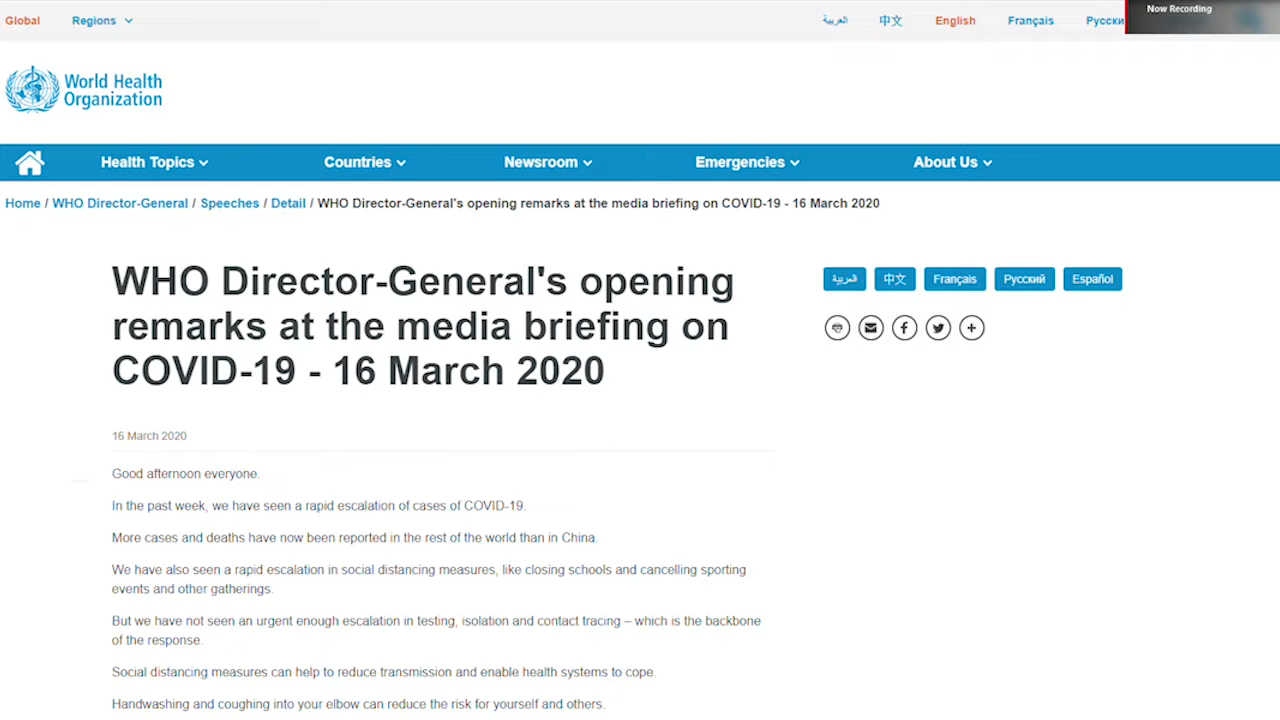 Global Regions العربية 中文 English Français Русски
Now Recording
World Health
Organization
Health Topics Countries Newsroom Emergencies About Us
Home / WHO Director-General / Speeches / Detail / WHO Director-General's opening remarks at the media briefing on COVID-19 - 16 March 2020
WHO Director-General's opening
remarks at the media briefing on
COVID-19 - 16 March 2020
العربية 中文 Français Русский Español
16 March 2020
Good afternoon everyone.
In the past week, we have seen a rapid escalation of cases of COVID-19.
More cases and deaths have now been reported in the rest of the world than in China.
We have also seen a rapid escalation in social distancing measures, like closing schools and cancelling sporting
events and other gatherings.
But we have not seen an urgent enough escalation in testing, isolation and contact tracing – which is the backbone
of the response.
Social distancing measures can help to reduce transmission and enable health systems to cope.
Handwashing and coughing into your elbow can reduce the risk for yourself and others.